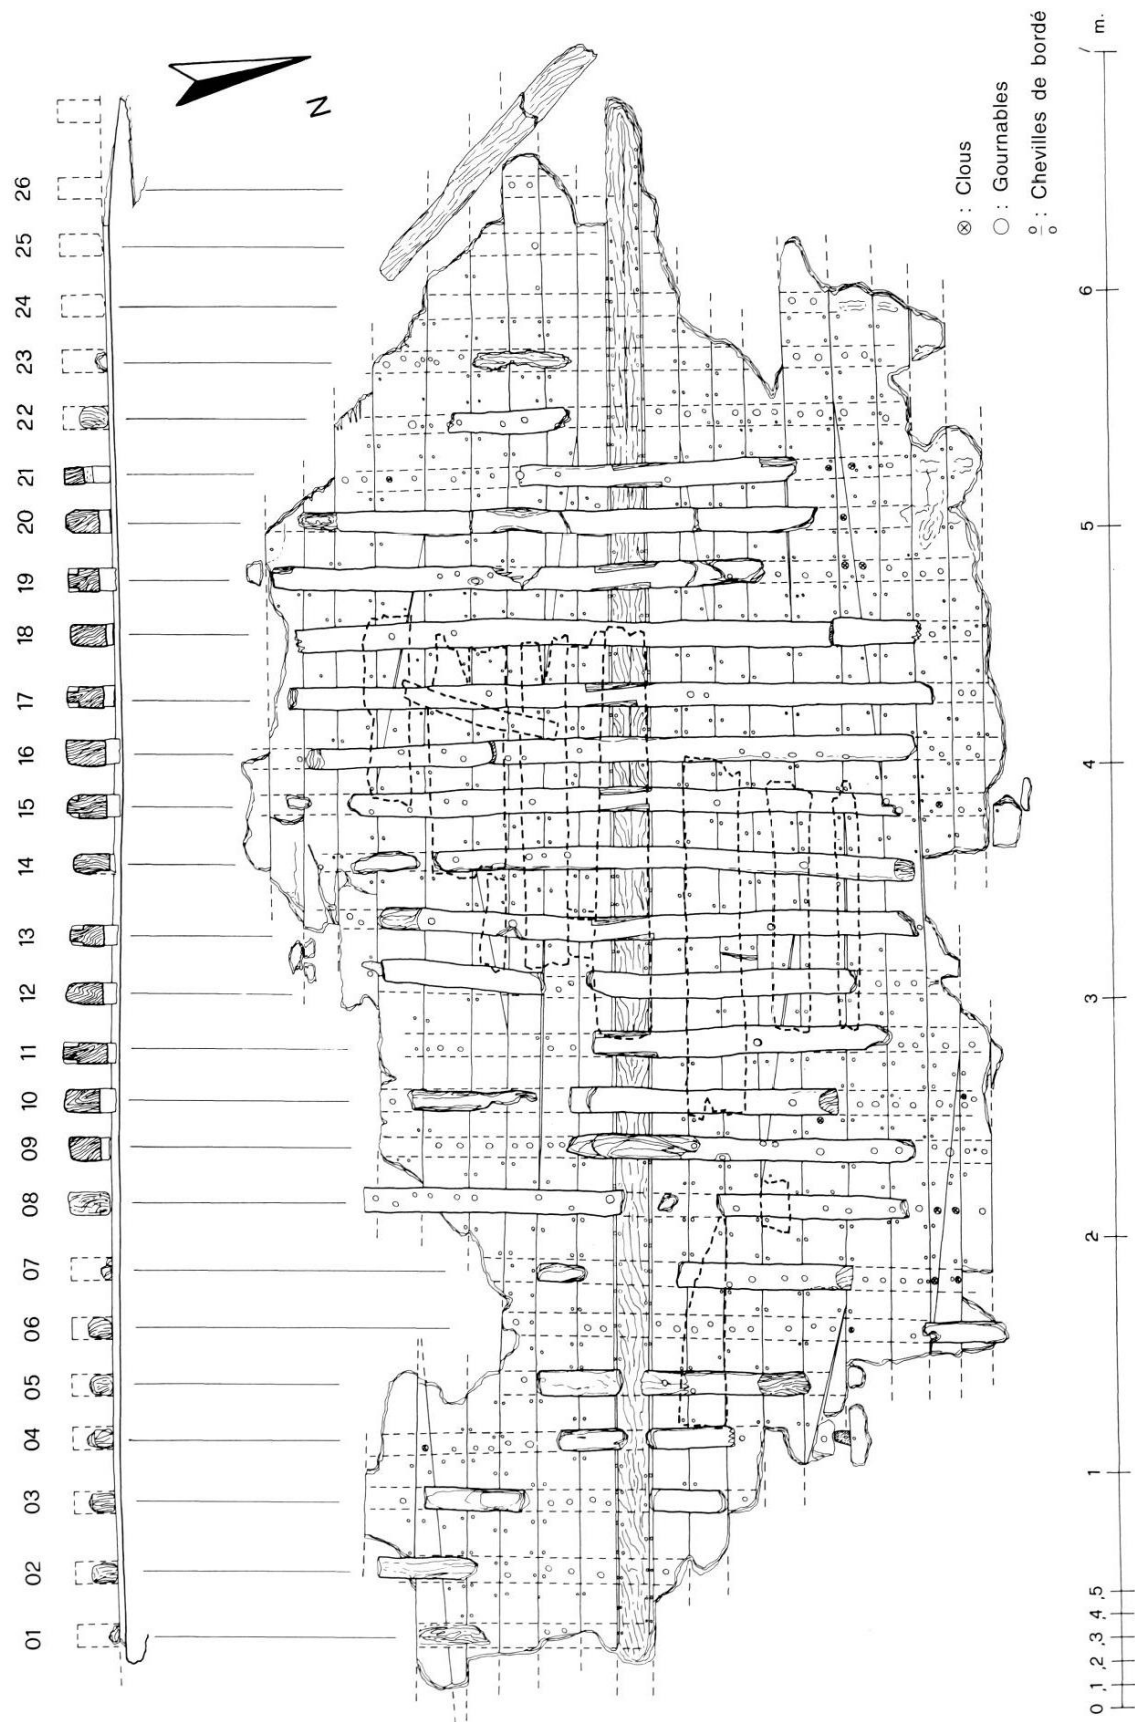 01 02 03 04 05 06 07 08 09 10 11 12 13 14 15 16 17 18 19 20 21 22 23 24 25 26
N
⊗ : Clous
○ : Gournables
: Chevilles de bordé
0 ,1 ,2 ,3 ,4 ,5 1 2 3 4 5 6 m.